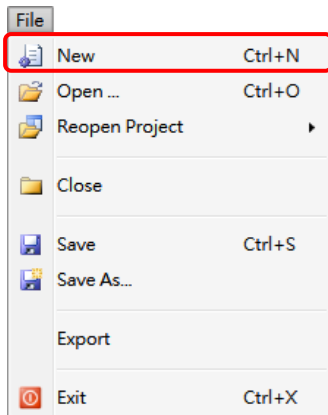 File
New Ctrl+N
Open ... Ctrl+O
Reopen Project
Close
Save Ctrl+S
Save As...
Export
Exit Ctrl+X